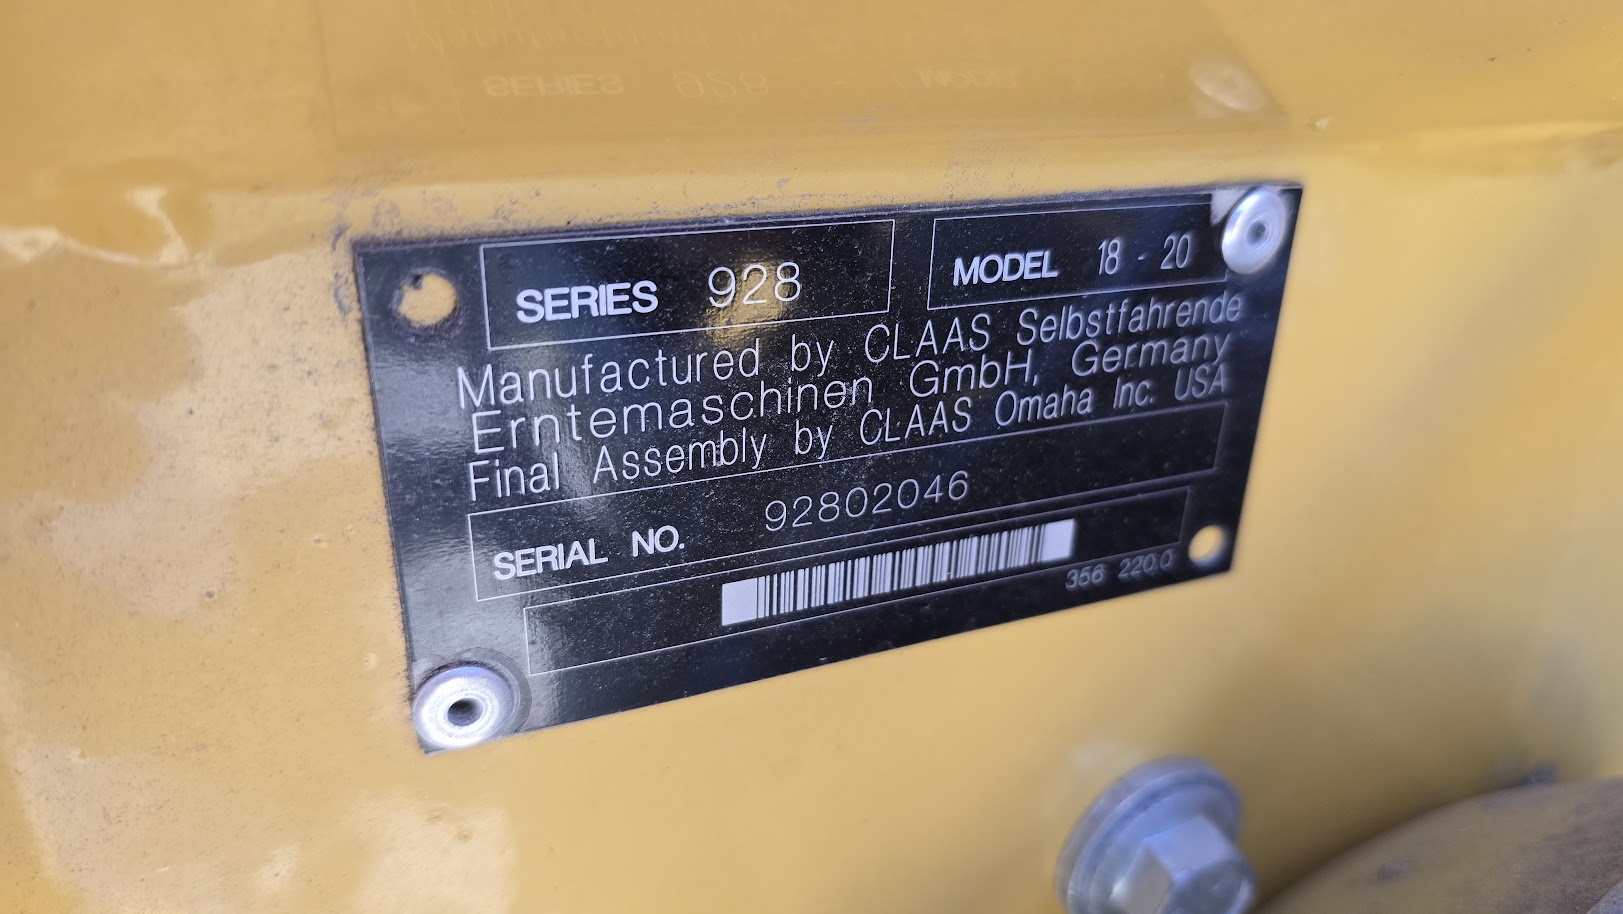 SERIES 928 MODEL 18 - 20
Manufactured by CLAAS Selbstfahrende
Erntemaschinen GmbH, Germany
Final Assembly by CLAAS Omaha Inc. USA
SERIAL NO. 92802046
356 220.0